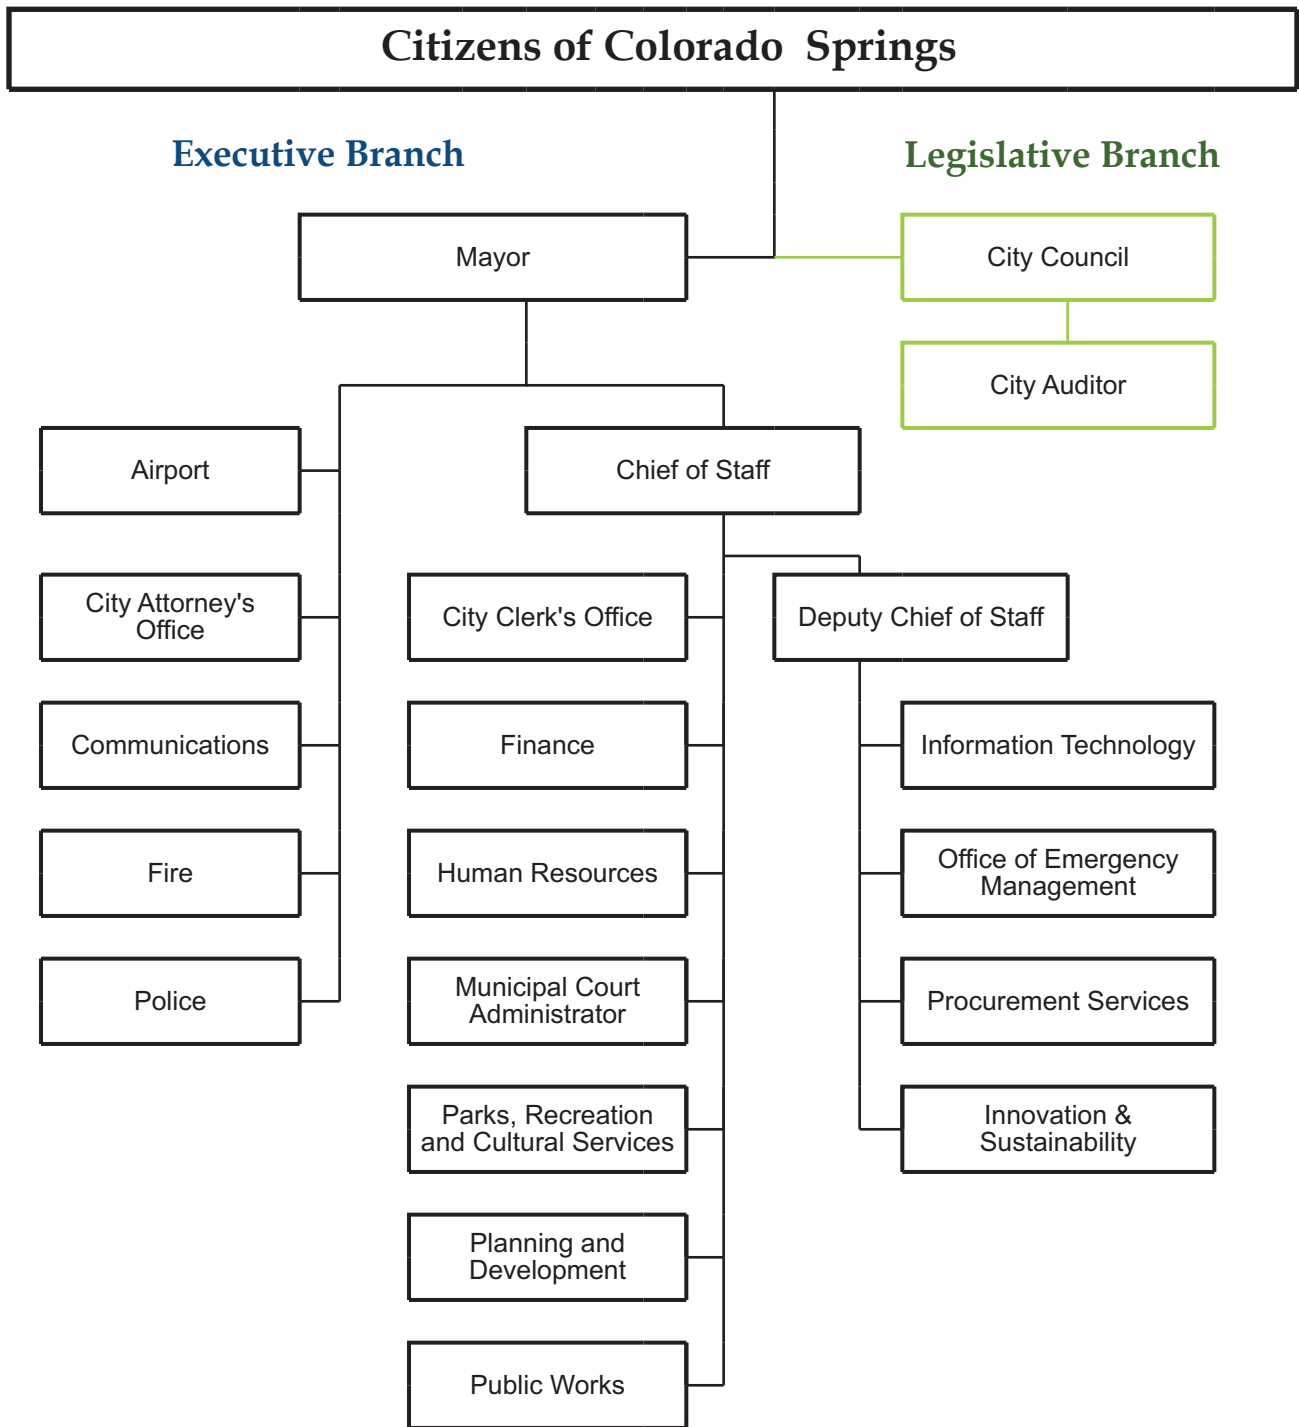 Citizens of Colorado  Springs
Executive Branch
Legislative Branch
Mayor
City Council
City Auditor
Airport
Chief of Staff
City Attorney's
Office
City Clerk's Office
Deputy Chief of Staff
Communications
Finance
Information Technology
Fire
Human Resources
Office of Emergency
Management
Police
Municipal Court
Administrator
Procurement Services
Parks, Recreation
and Cultural Services
Innovation &
Sustainability
Planning and
Development
Public Works